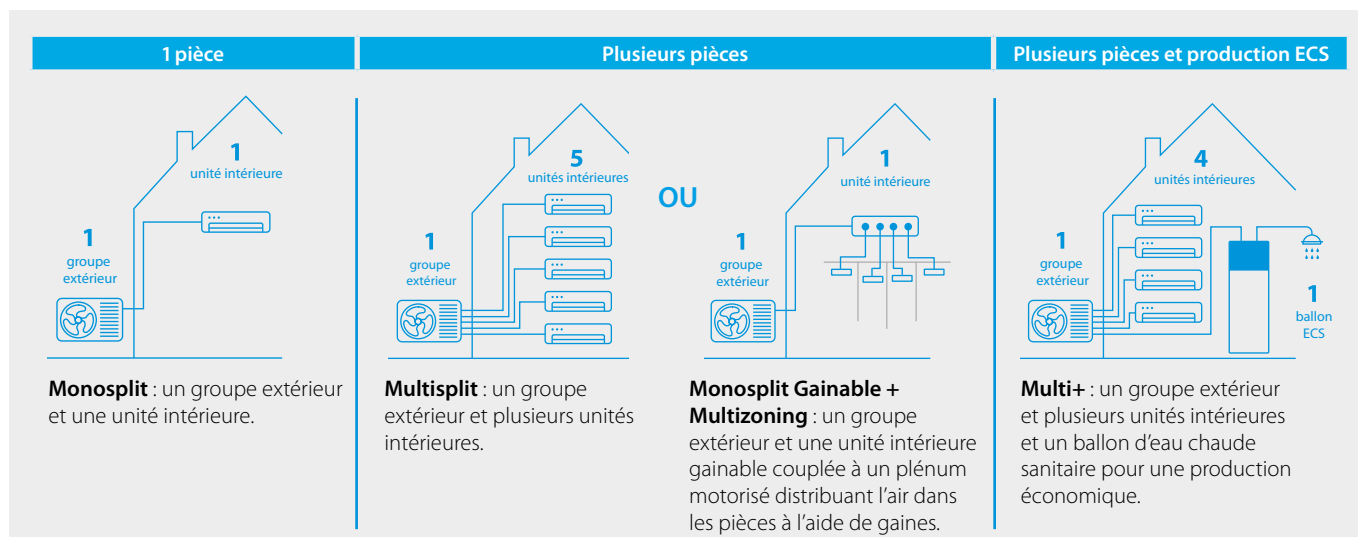 1 pièce
Plusieurs pièces
Plusieurs pièces et production ECS
1
unité intérieure
1
groupe
extérieur
Monosplit : un groupe extérieur
et une unité intérieure.
5
unités intérieures
1
groupe
extérieur
Multisplit : un groupe
extérieur et plusieurs unités
intérieures.
OU
1
unité intérieure
1
groupe
extérieur
Monosplit Gainable +
Multizoning : un groupe
extérieur et une unité intérieure
gainable couplée à un plénum
motorisé distribuant l’air dans
les pièces à l’aide de gaines.
4
unités intérieures
1
groupe
extérieur
1
ballon
ECS
Multi+ : un groupe extérieur
et plusieurs unités intérieures
et un ballon d’eau chaude
sanitaire pour une production
économique.